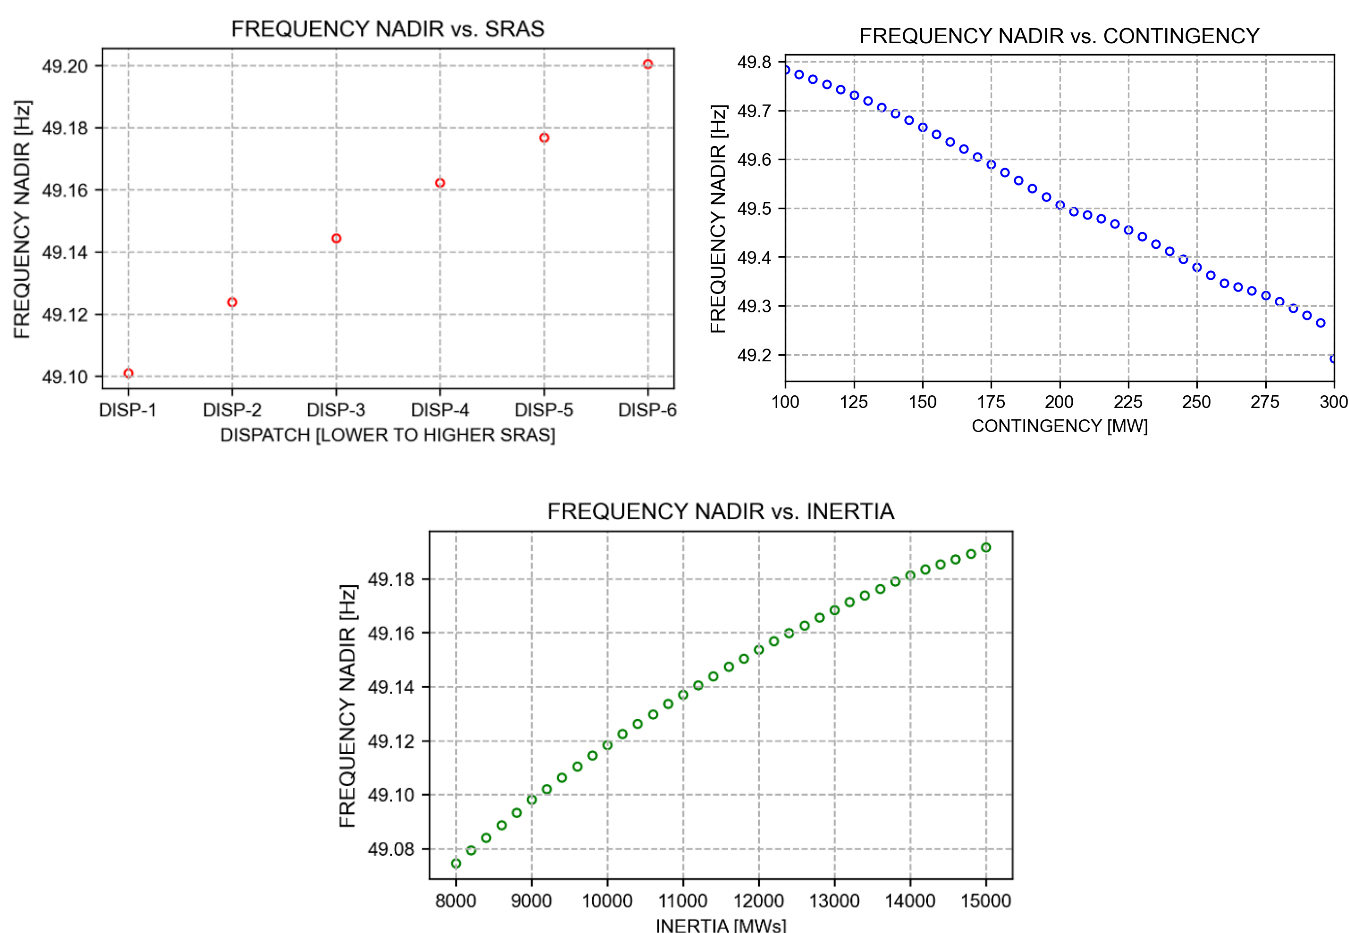 FREQUENCY NADIR vs. SRAS
FREQUENCY NADIR [Hz]
49.20
49.18
49.16
49.14
49.12
49.10
DISP-1 DISP-2 DISP-3 DISP-4 DISP-5 DISP-6
DISPATCH [LOWER TO HIGHER SRAS]
FREQUENCY NADIR vs. CONTINGENCY
FREQUENCY NADIR [Hz]
49.8
49.7
49.6
49.5
49.4
49.3
49.2
100 125 150 175 200 225 250 275 300
CONTINGENCY [MW]
FREQUENCY NADIR vs. INERTIA
FREQUENCY NADIR [Hz]
49.18
49.16
49.14
49.12
49.10
49.08
8000 9000 10000 11000 12000 13000 14000 15000
INERTIA [MWs]